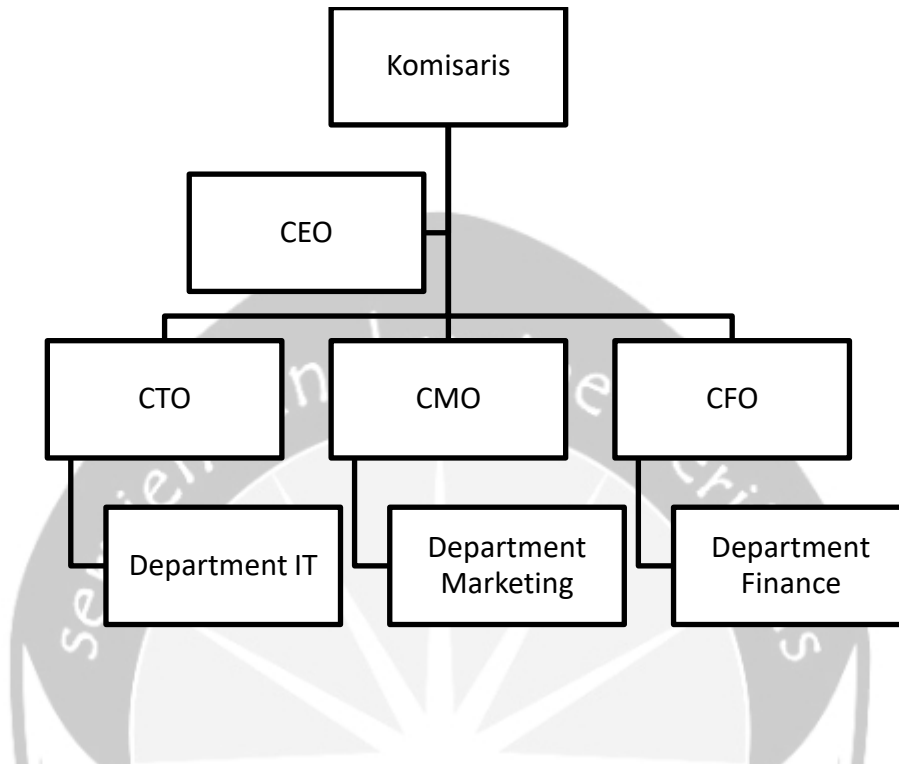 Komisaris
CEO
CTO
CMO
CFO
Department IT
Department
Marketing
Department
Finance